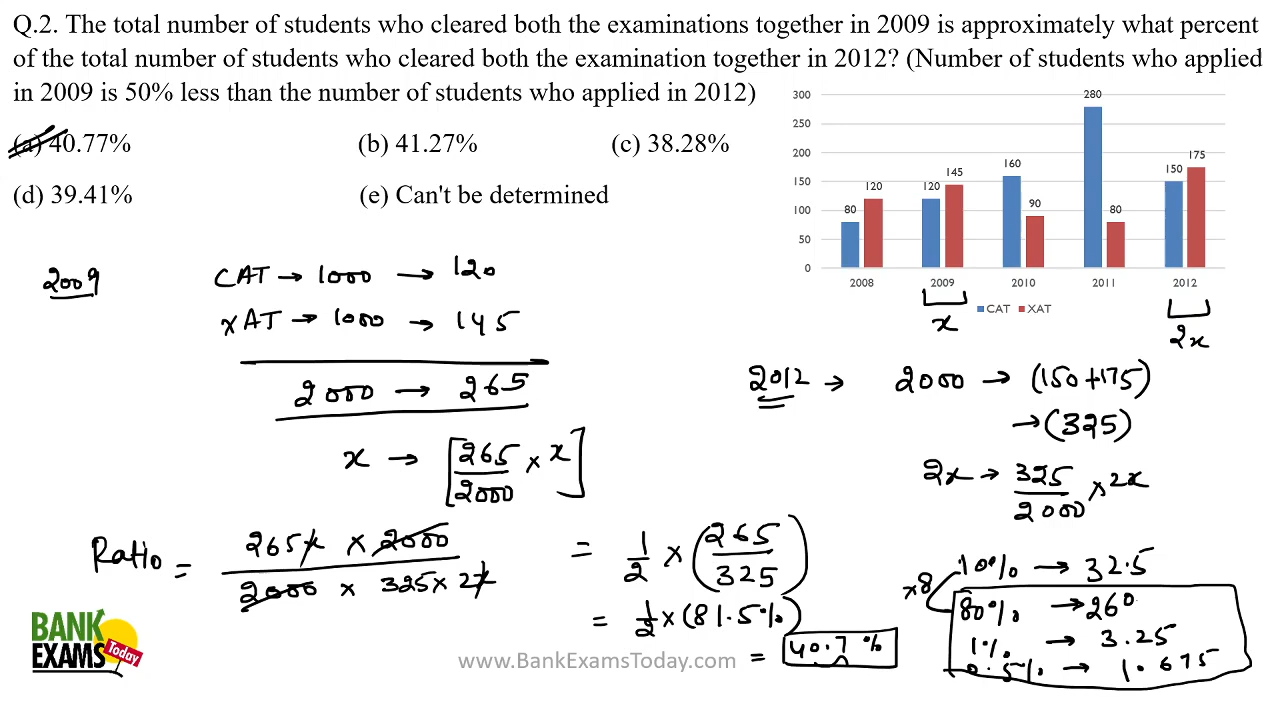 Q.2. The total number of students who cleared both the examinations together in 2009 is approximately what percent
of the total number of students who cleared both the examination together in 2012? (Number of students who applied
in 2009 is 50% less than the number of students who applied in 2012)
(a) 40.77% (b) 41.27% (c) 38.28%
(d) 39.41% (e) Can't be determined
300
250
200
150
100
50
0
80 120 120 145 160 90 280 80 150 175
2008 2009 2010 2011 2012
CAT XAT
x 2x
2009
CAT → 1000 → 120
XAT → 1000 → 145
2000 → 265
x → [265/2000 × x]
2012 → 2000 → (150+175)
→ (325)
2x → 325/2000 × 2x
Ratio = 265x × 2000 / 2000 × 325 × 2x = 1/2 × (265/325)
= 1/2 × (81.5%)
= 40.7 %
×8
10% → 32.5
80% → 260
1% → 3.25
0.5% → 1.675
BANK
EXAMS
Today
www.BankExamsToday.com